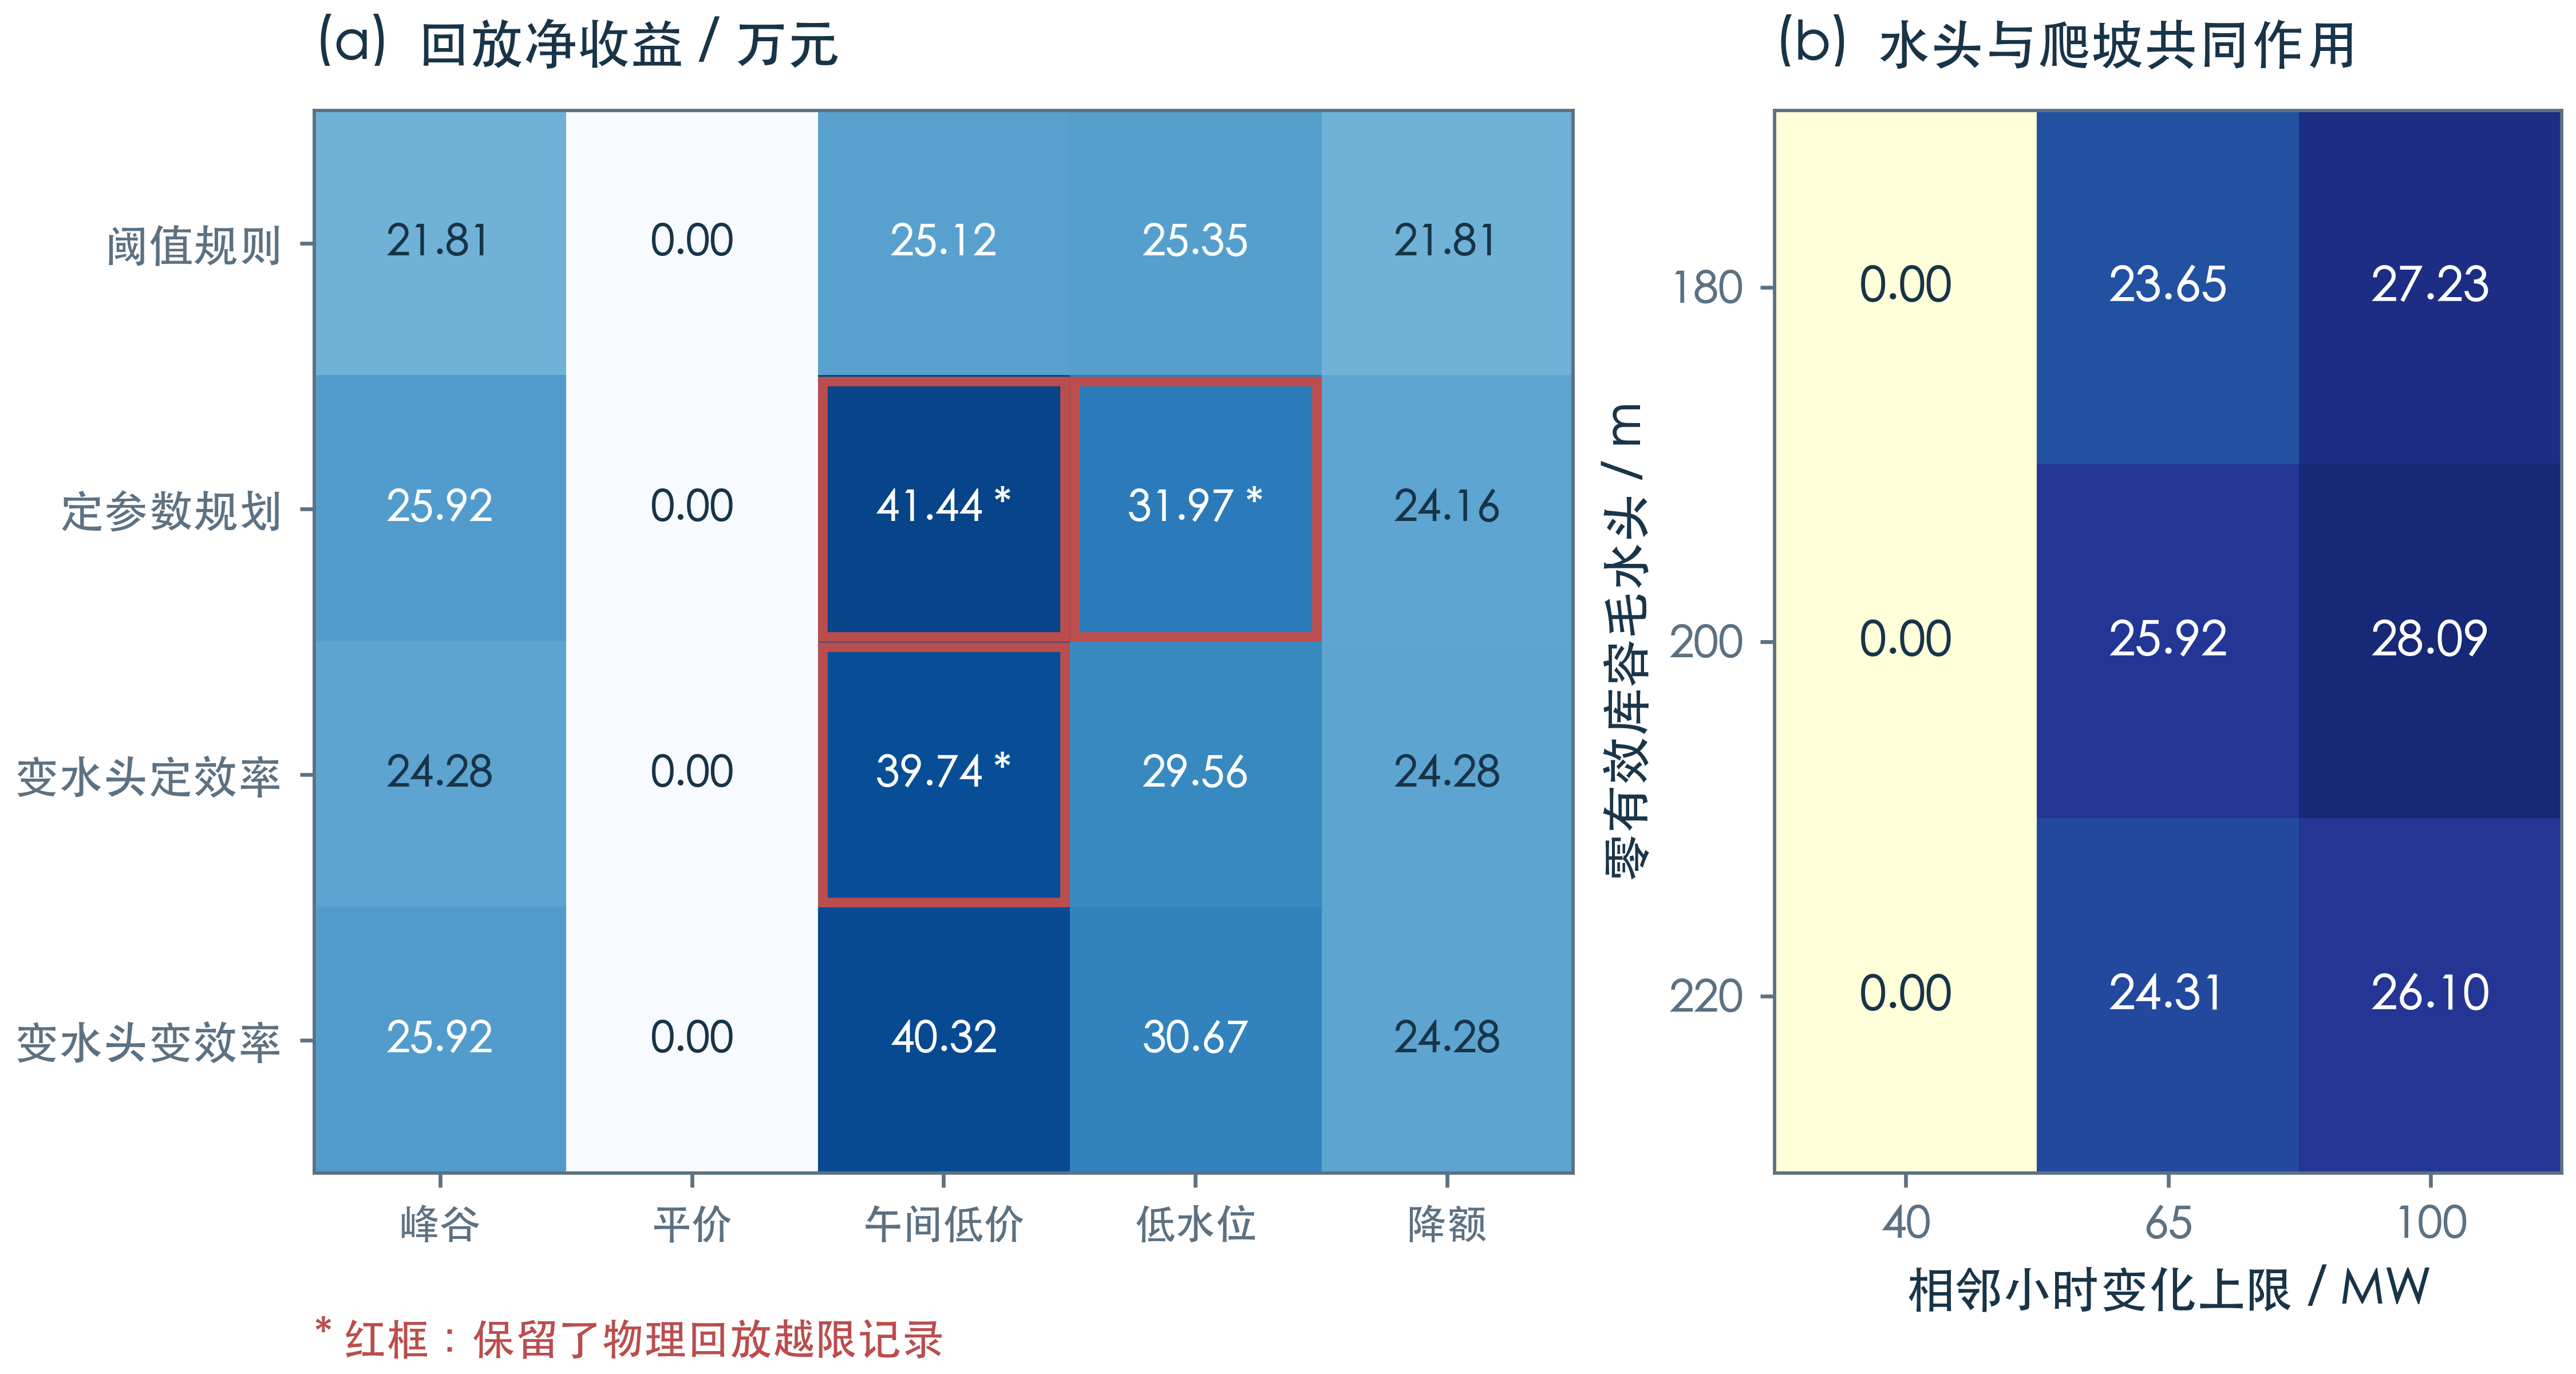 (a) 回放净收益 / 万元
阈值规则 21.81 0.00 25.12 25.35 21.81
定参数规划 25.92 0.00 41.44 * 31.97 * 24.16
变水头定效率 24.28 0.00 39.74 * 29.56 24.28
变水头变效率 25.92 0.00 40.32 30.67 24.28
峰谷 平价 午间低价 低水位 降额
* 红框：保留了物理回放越限记录
(b) 水头与爬坡共同作用
零有效库容毛水头 / m
180 0.00 23.65 27.23
200 0.00 25.92 28.09
220 0.00 24.31 26.10
40 65 100
相邻小时变化上限 / MW